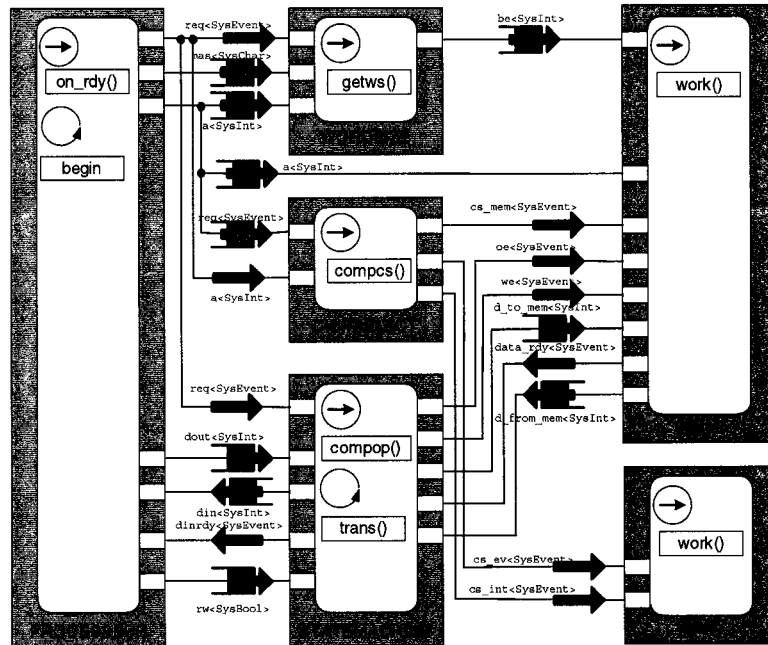 req<SysEvent>
be<SysInt>
mas<SysChar>
on_rdy()
getws()
work()
a<SysInt>
begin
a<SysInt>
req<SysEvent>
cs_mem<SysEvent>
oe<SysEvent>
compcs()
we<SysEvent>
a<SysInt>
d_to_mem<SysInt>
data_rdy<SysEvent>
req<SysEvent>
d_from_mem<SysInt>
dout<SysInt>
compop()
din<SysInt>
trans()
work()
dinrdy<SysEvent>
cs_ev<SysEvent>
cs_int<SysEvent>
rw<SysBool>